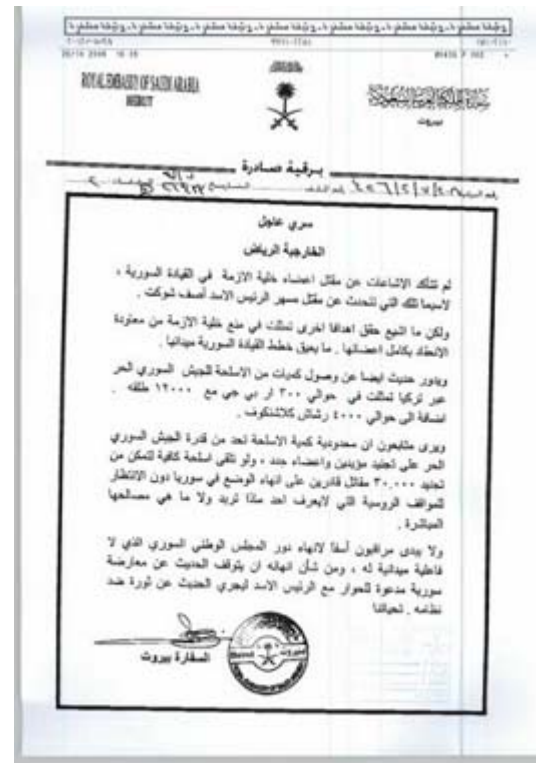 ROYAL EMBASSY OF SAUDI ARABIA
BEIRUT
بيروت
برقية صادرة
سري عاجل
الخارجية الرياض
لم تتأكد الاشاعات عن مقتل اعضاء خلية الازمة في القيادة السورية ،
لاسيما تلك التي تتحدث عن مقتل صهر الرئيس الاسد أصف شوكت .
ولكن ما اشيع حقق اهدافا اخرى تمثلت في منع خلية الازمة من معاودة
الانعقاد بكامل اعضائها . ما يعيق خطط القيادة السورية ميدانيا .
ويدور حديث ايضا عن وصول كميات من الاسلحة للجيش السوري الحر
عبر تركيا تمثلت في حوالي ٣٠٠ ار بي جي مع ١٢٠٠٠ طلقه .
اضافة الى حوالي ٤٠٠٠ رشاش كلاشنكوف .
ويرى متابعون ان محدودية كمية الاسلحة تحد من قدرة الجيش السوري
الحر على تجنيد مؤيدين واعضاء جدد ، ولو تلقى اسلحة كافية لتمكن من
تجنيد ٣٠.٠٠٠ مقاتل قادرين على انهاء الوضع في سوريا دون الانتظار
للمواقف الروسية التي لايعرف احد ماذا تريد ولا ما هي مصالحها
المباشرة .
ولا يبدى مراقبون أسفا لانهاء دور المجلس الوطني السوري الذي لا
فاعلية ميدانية له ، ومن شأن انهائه ان يتوقف الحديث عن معارضة
سورية مدعوة للحوار مع الرئيس الاسد ليجري الحديث عن ثورة ضد
نظامه . تحياتنا
السفارة بيروت